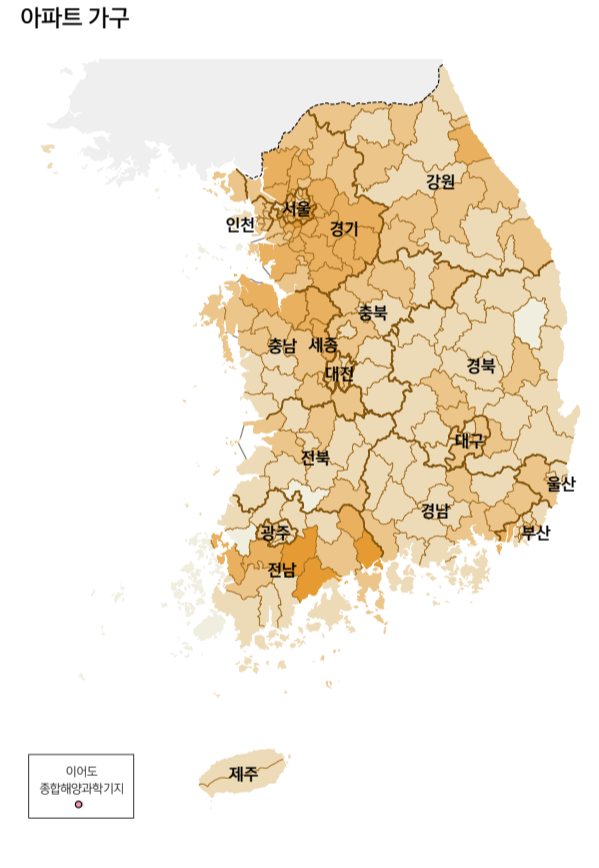 아파트 가구
강원
서울
인천
경기
충북
충남
세종
대전
경북
대구
전북
울산
경남
부산
광주
전남
제주
이어도
종합해양과학기지